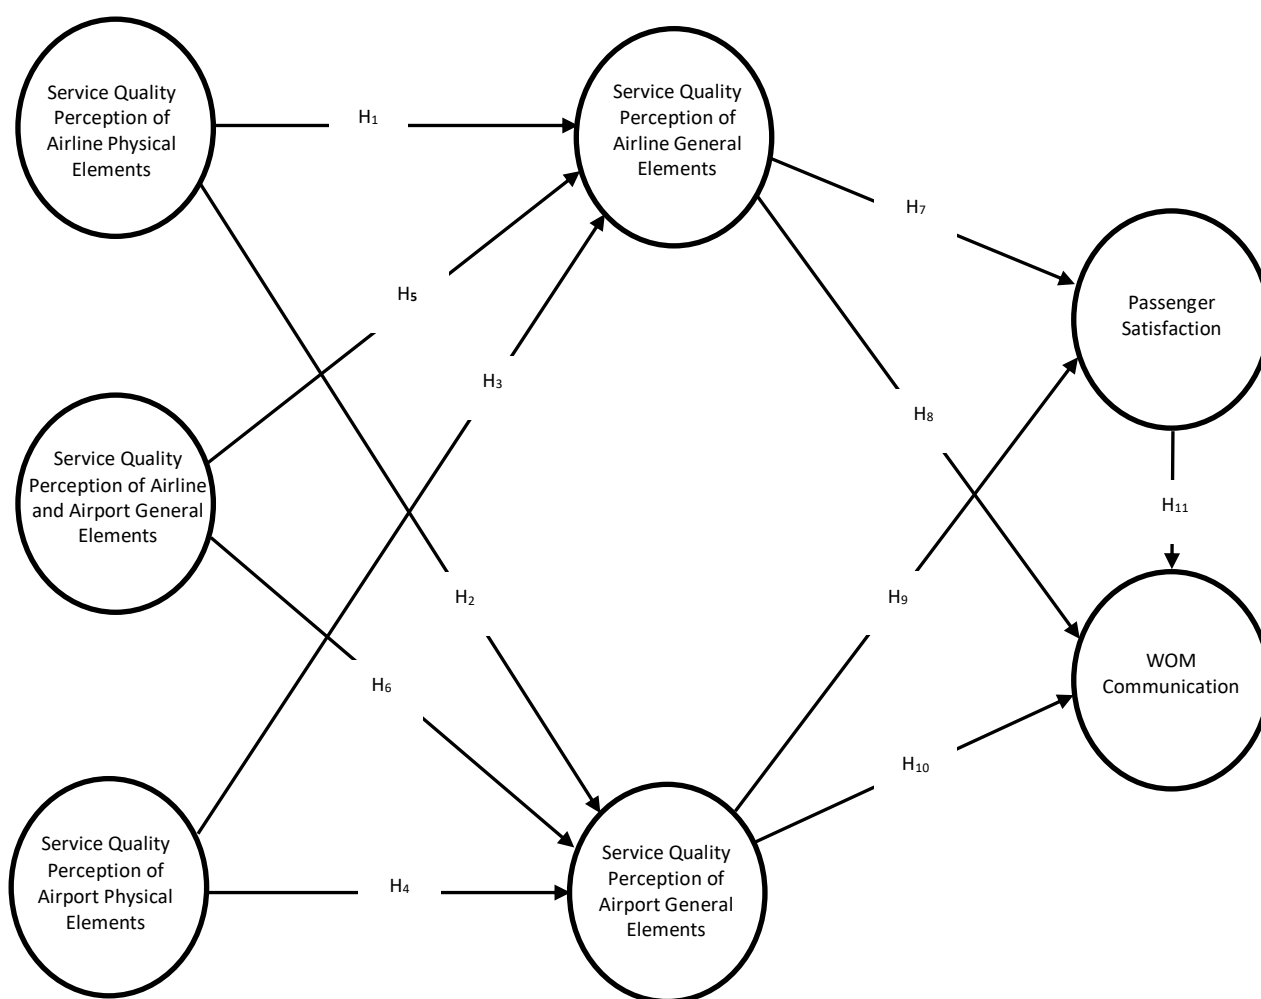 Service Quality
Perception of
Airline Physical
Elements
H1
Service Quality
Perception of
Airline General
Elements
H7
H5
Passenger
Satisfaction
H3
H8
Service Quality
Perception of Airline
and Airport General
Elements
H11
H2
H9
H6
WOM
Communication
H10
Service Quality
Perception of
Airport Physical
Elements
H4
Service Quality
Perception of
Airport General
Elements